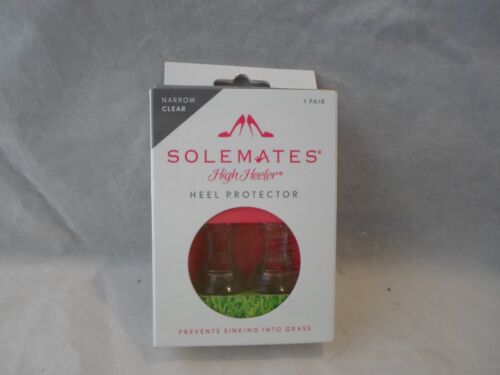 NARROW
CLEAR
1 PAIR
SOLEMATES®
High Heeler®
HEEL PROTECTOR
PREVENTS SINKING INTO GRASS